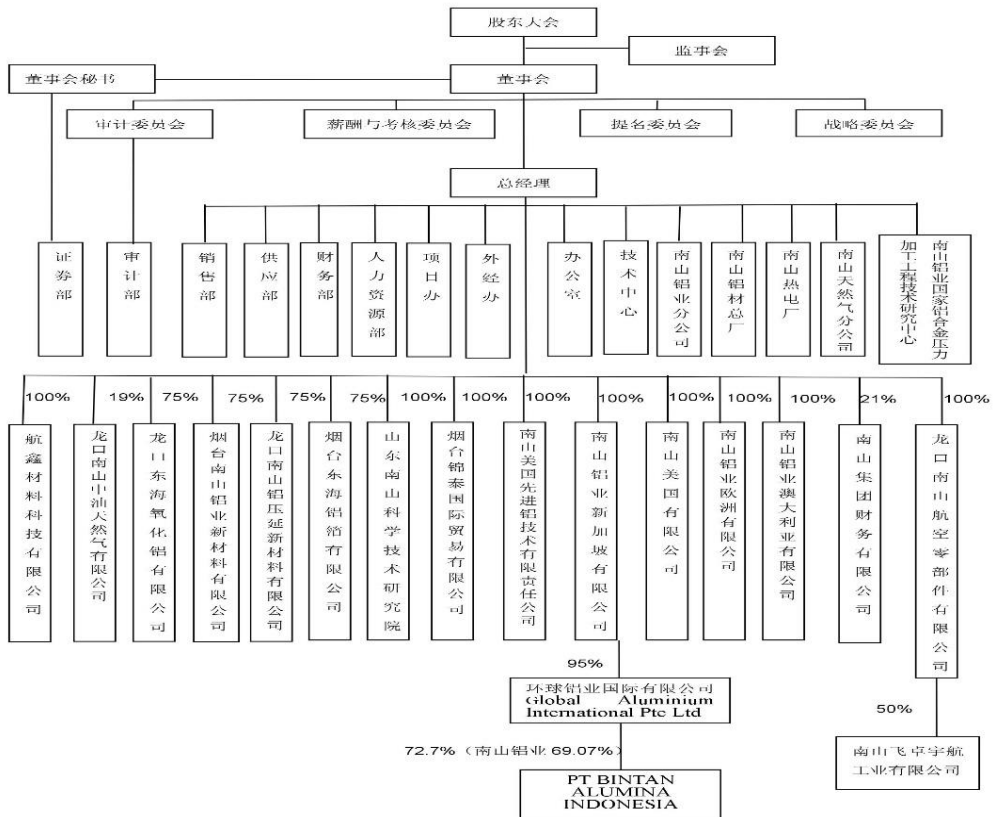 股东大会
监事会
董事会秘书
董事会
审计委员会
薪酬与考核委员会
提名委员会
战略委员会
总经理
证券部
审计部
销售部
供应部
财务部
人力资源部
项目办
外经办
办公室
技术中心
南山铝业分公司
南山铝材总厂
南山热电厂
南山天然气分公司
南山铝业国家铝合金压力
加工工程技术研究中心
100%
19%
75%
75%
75%
75%
100%
100%
100%
100%
100%
100%
100%
21%
100%
航鑫材料科技有限公司
龙口南山中油天然气有限公司
龙口东海氧化铝有限公司
烟台南山铝业新材料有限公司
龙口南山铝压延新材料有限公司
烟台东海铝箔有限公司
山东南山科学技术研究院
烟台锦泰国际贸易有限公司
南山美国先进铝技术有限责任公司
南山铝业新加坡有限公司
南山美国有限公司
南山铝业欧洲有限公司
南山铝业澳大利亚有限公司
南山集团财务有限公司
龙口南山航空零部件有限公司
95%
环球铝业国际有限公司
Global Aluminium
International Pte Ltd
50%
72.7%（南山铝业 69.07%）
南山飞卓宇航
工业有限公司
PT BINTAN
ALUMINA
INDONESIA